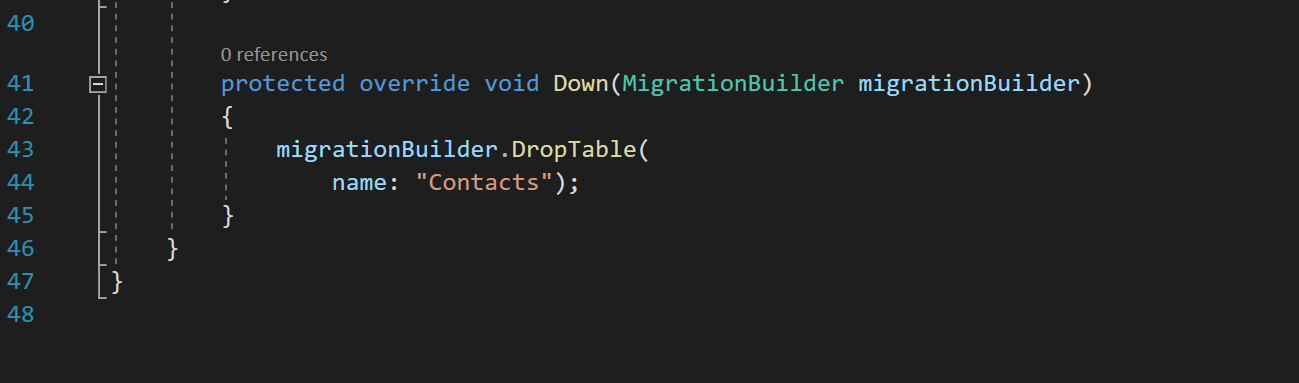 40
0 references
41 protected override void Down(MigrationBuilder migrationBuilder)
42 {
43 migrationBuilder.DropTable(
44 name: "Contacts");
45 }
46 }
47 }
48